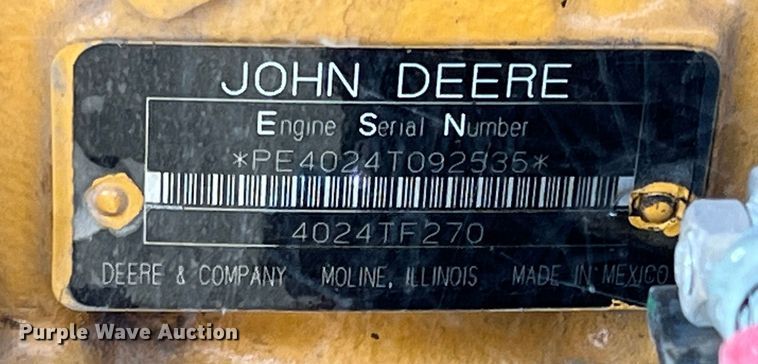 JOHN DEERE
Engine Serial Number
*PE4024T092535*
4024TF270
DEERE & COMPANY MOLINE, ILLINOIS MADE IN MEXICO
Purple Wave Auction